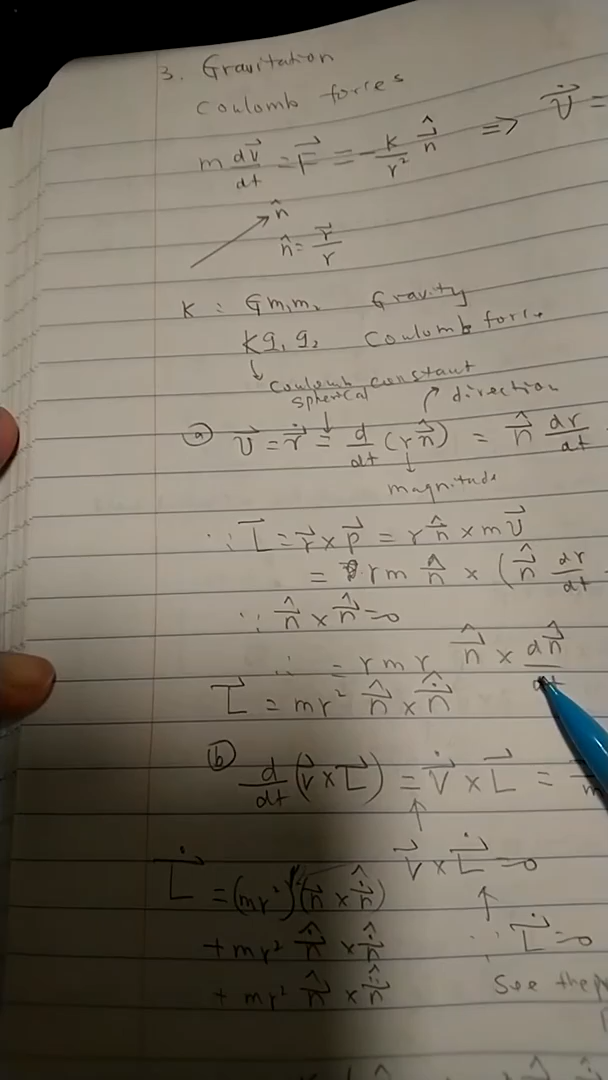 3. Gravitation
Coulomb forces
m dv⃗/dt = F⃗ = -k/r² n̂ ⇒ v⃗̇ =
n̂
n̂ = r⃗/r
K : Gm₁m₂ Gravity
Kq₁q₂ Coulomb force
↓ Coulomb constant
spherical ↗ direction
ⓐ v⃗ = r⃗̇ = d/dt (r n̂) = n̂ dr/dt
magnitude
∵ L⃗ = r⃗ × p⃗ = r n̂ × m v⃗
= r m n̂ × (n̂ dr/dt
∵ n̂ × n̂ = 0
∴ = r m r n̂ × dn̂/dt
L⃗ = mr² n̂ × n̂̇
ⓑ d/dt (v⃗ × L⃗) = v⃗̇ × L⃗ =
↑ v⃗ × L⃗̇ = 0
L⃗̇ = (mr²)̇ (n̂ × n̂̇) ↑
+ mr² n̂̇ × n̂̇ ∵ L⃗̇ = 0
+ mr² n̂ × n̂̈ See the